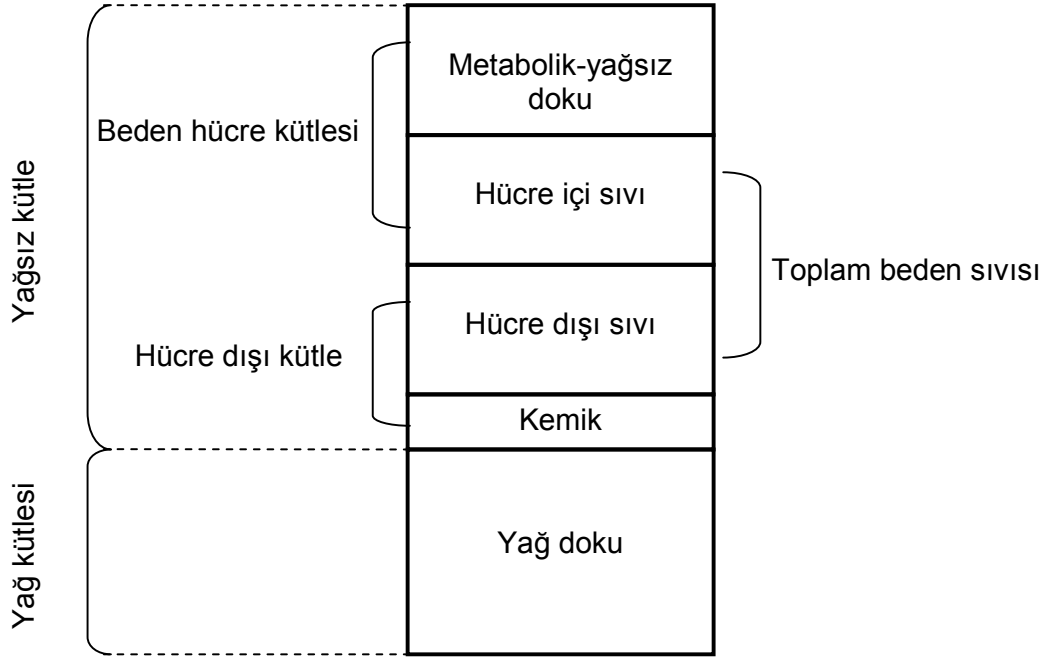 Metabolik-yağsız
doku
Beden hücre kütlesi
Hücre içi sıvı
Yağsız kütle
Toplam beden sıvısı
Hücre dışı sıvı
Hücre dışı kütle
Kemik
Yağ kütlesi
Yağ doku